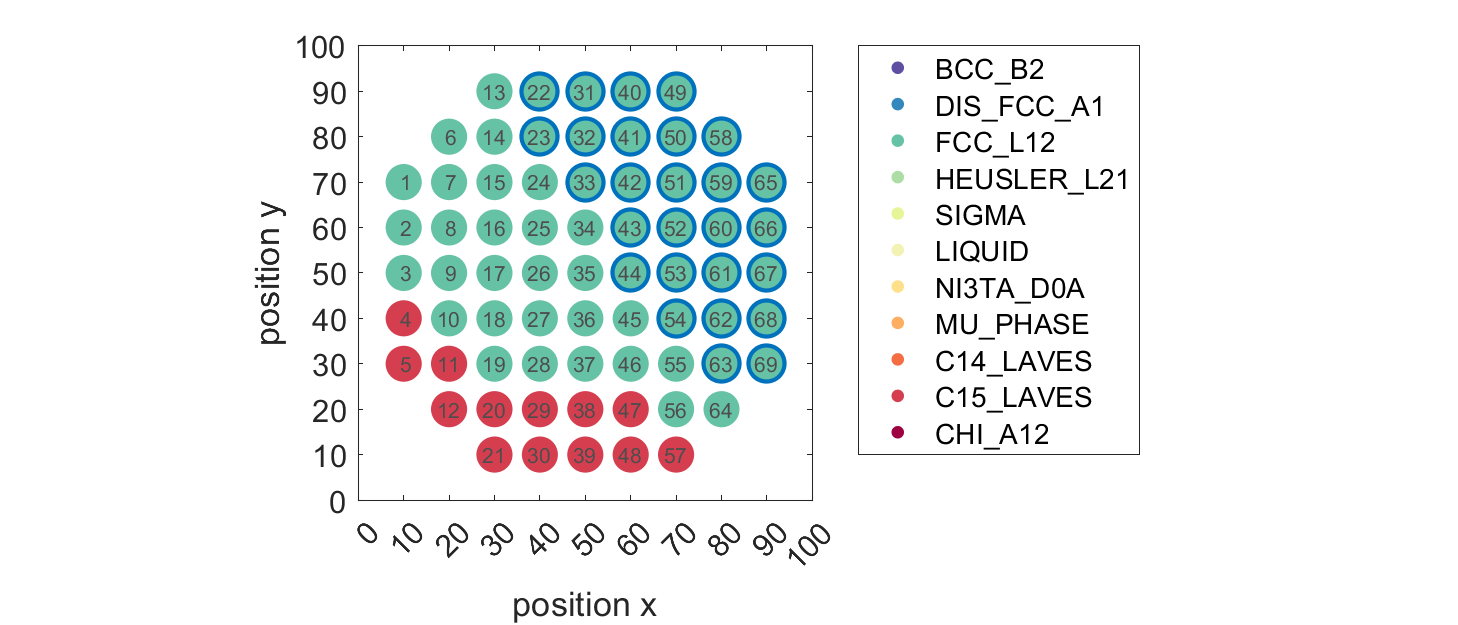 100
90 13 22 31 40 49
80 6 14 23 32 41 50 58
70 1 7 15 24 33 42 51 59 65
60 2 8 16 25 34 43 52 60 66
50 3 9 17 26 35 44 53 61 67
40 4 10 18 27 36 45 54 62 68
30 5 11 19 28 37 46 55 63 69
20 12 20 29 38 47 56 64
10 21 30 39 48 57
0
0 10 20 30 40 50 60 70 80 90 100
position x
position y
BCC_B2
DIS_FCC_A1
FCC_L12
HEUSLER_L21
SIGMA
LIQUID
NI3TA_D0A
MU_PHASE
C14_LAVES
C15_LAVES
CHI_A12